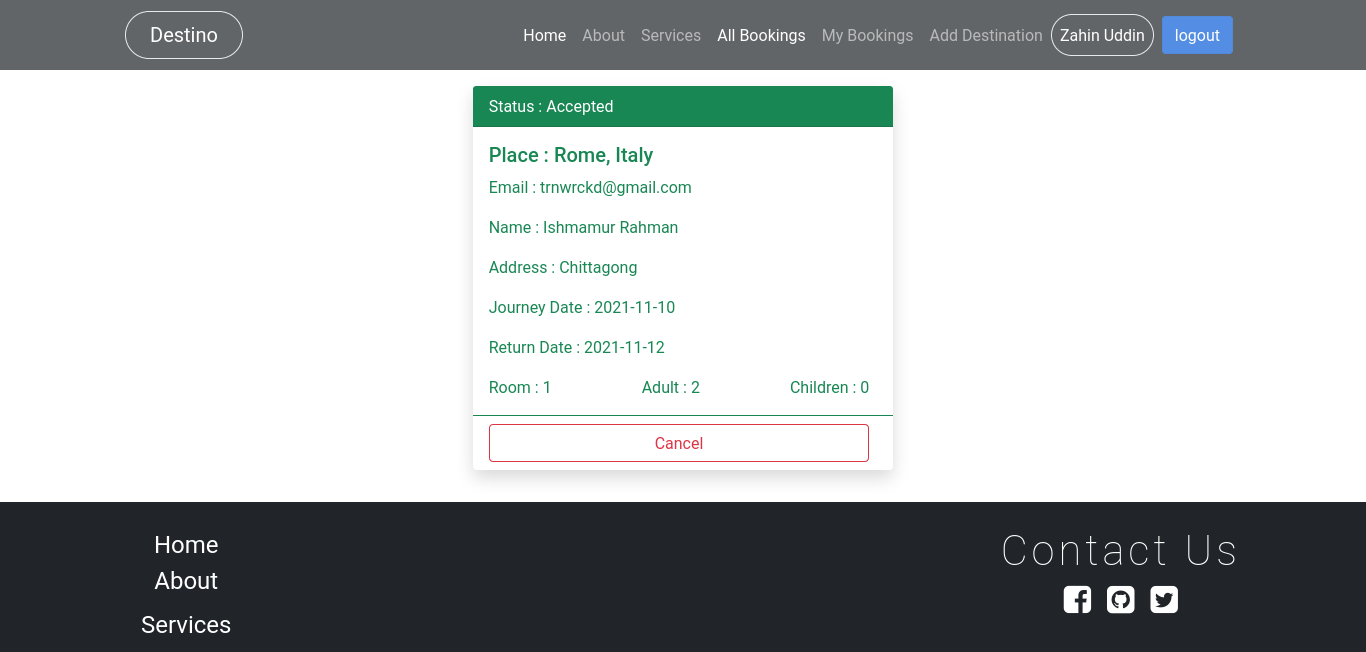 Destino
Home About Services All Bookings My Bookings Add Destination Zahin Uddin logout
Status : Accepted
Place : Rome, Italy
Email : trnwrckd@gmail.com
Name : Ishmamur Rahman
Address : Chittagong
Journey Date : 2021-11-10
Return Date : 2021-11-12
Room : 1 Adult : 2 Children : 0
Cancel
Home
About
Services
Contact Us